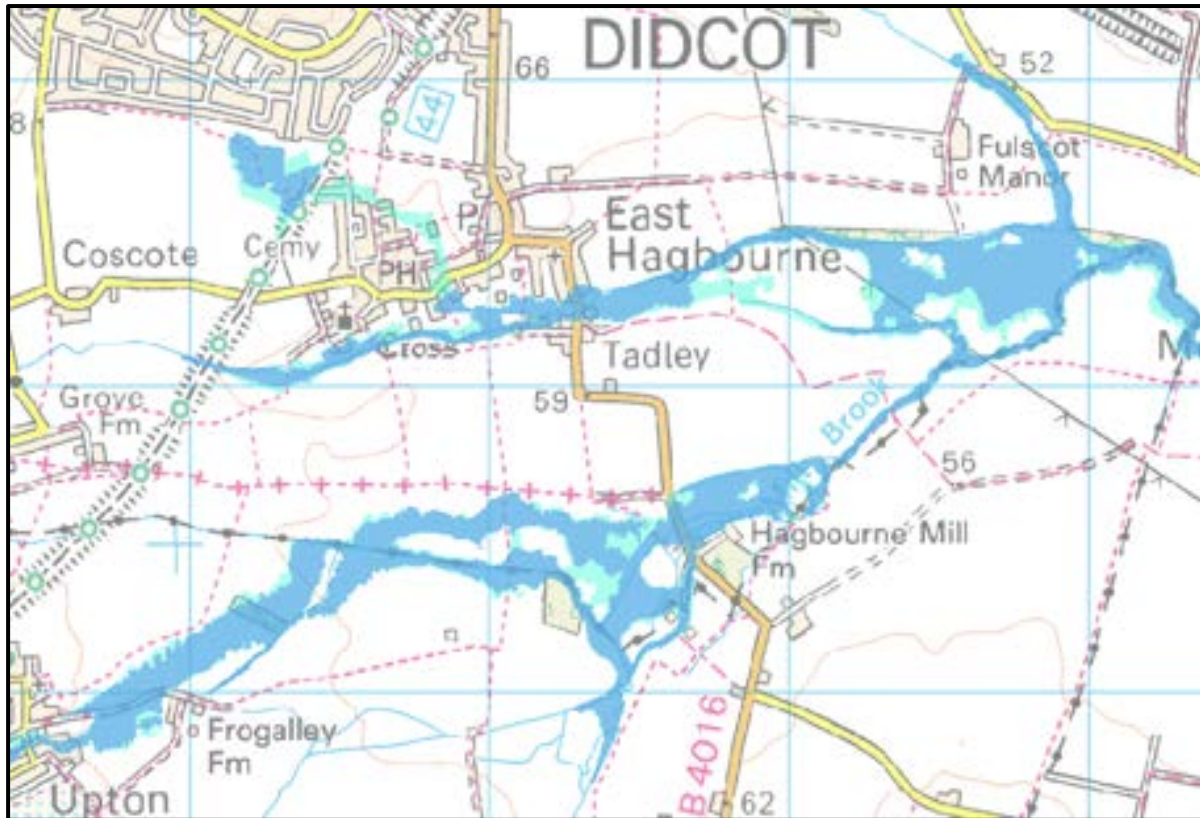 DIDCOT
66
52
44
8
Fulscot
Manor
P
East
Hagbourne
Coscote
Cemy
PH
Cross
Tadley
M
Grove
Fm
59
Brook
56
Hagbourne Mill
Fm
Frogalley
Fm
B4016
Upton
62